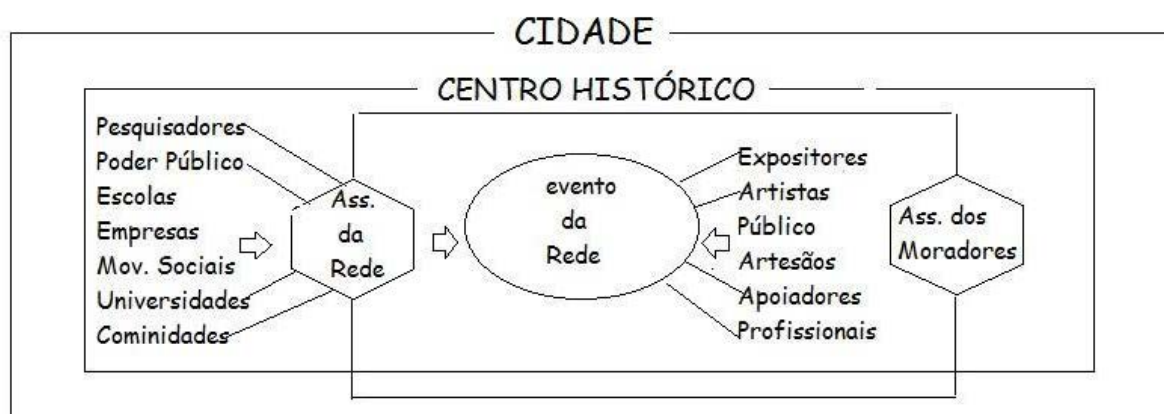 CIDADE
CENTRO HISTÓRICO
Pesquisadores
Poder Público
Escolas
Empresas
Mov. Sociais
Universidades
Cominidades
Ass.
da
Rede
evento
da
Rede
Expositores
Artistas
Público
Artesãos
Apoiadores
Profissionais
Ass. dos
Moradores